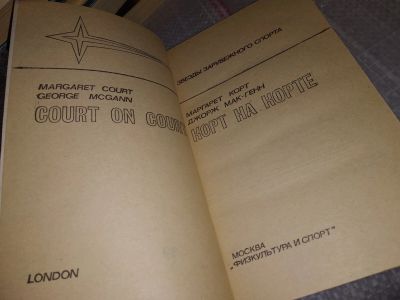 MARGARET COURT
GEORGE McGANN
COURT ON COURT
LONDON
ЗВЕЗДЫ ЗАРУБЕЖНОГО СПОРТА
МАРГАРЕТ КОРТ
ДЖОРЖ МАК-ГЕНН
КОРТ НА КОРТЕ
МОСКВА
"ФИЗКУЛЬТУРА И СПОРТ"